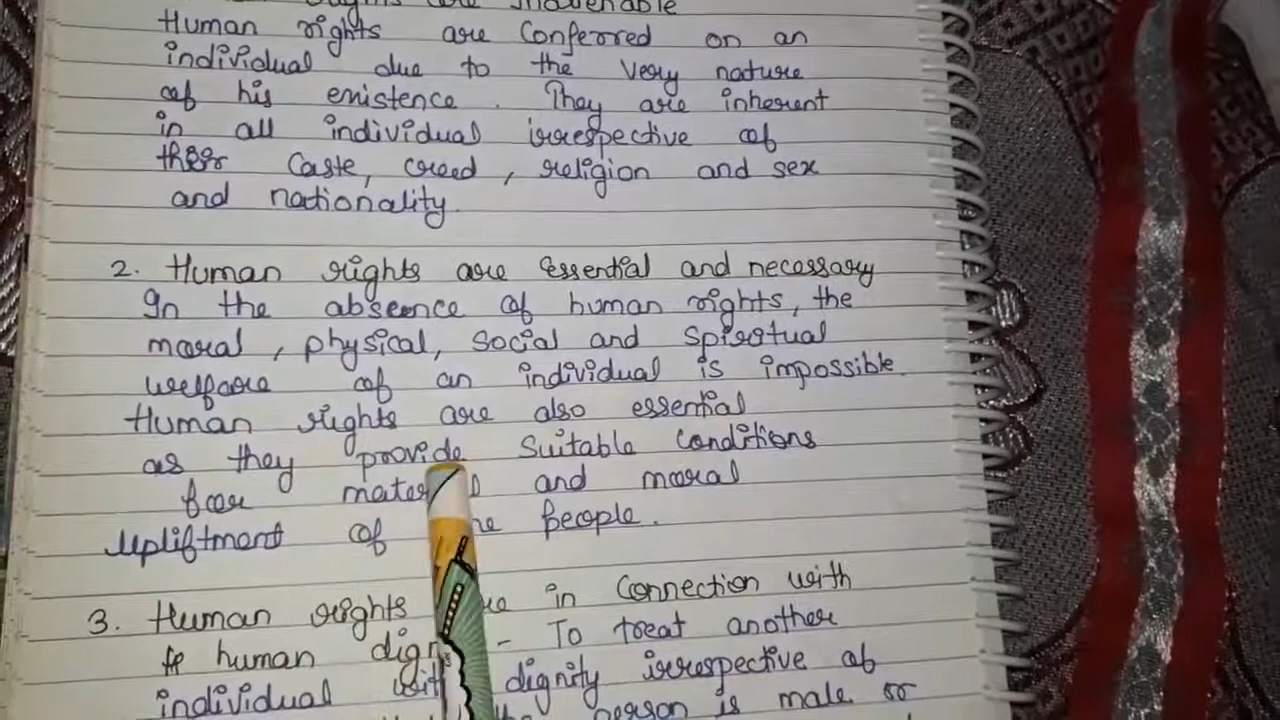 are inalienable
Human rights are Conferred on an
individual due to the very nature
of his existence. They are inherent
in all individual irrespective of
their Caste, creed, religion and sex
and nationality.
2. Human rights are Essential and necessary
In the absence of human rights, the
moral, physical, social and spiritual
welfare of an individual is impossible.
Human rights are also essential
as they provide suitable conditions
for and moral
upliftment of people.
3. Human rights in Connection with
human - To treat another
individual dignity irrespective of
person is male or